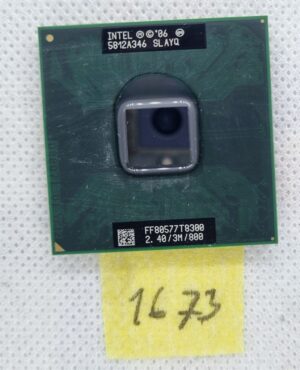 INTEL Ⓜ ©'06 ⓔ
5812A346 SLAYQ
FF80577T8300
2.40/3M/800
1673